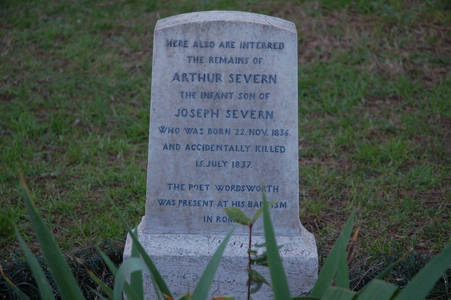 HERE ALSO ARE INTERRED
THE REMAINS OF
ARTHUR SEVERN
THE INFANT SON OF
JOSEPH SEVERN
WHO WAS BORN 22. NOV. 1836.
AND ACCIDENTALLY KILLED
15. JULY 1837.
THE POET WORDSWORTH
WAS PRESENT AT HIS BAPTISM
IN ROME